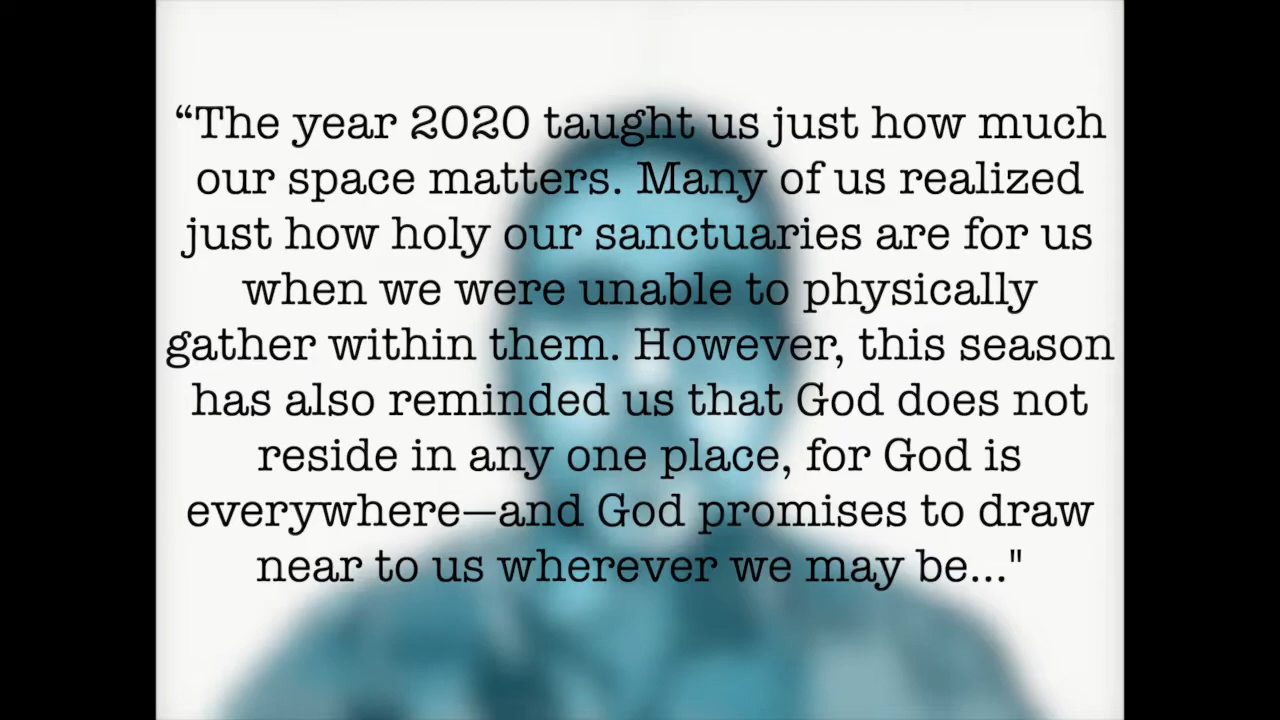 “The year 2020 taught us just how much
our space matters. Many of us realized
just how holy our sanctuaries are for us
when we were unable to physically
gather within them. However, this season
has also reminded us that God does not
reside in any one place, for God is
everywhere—and God promises to draw
near to us wherever we may be..."